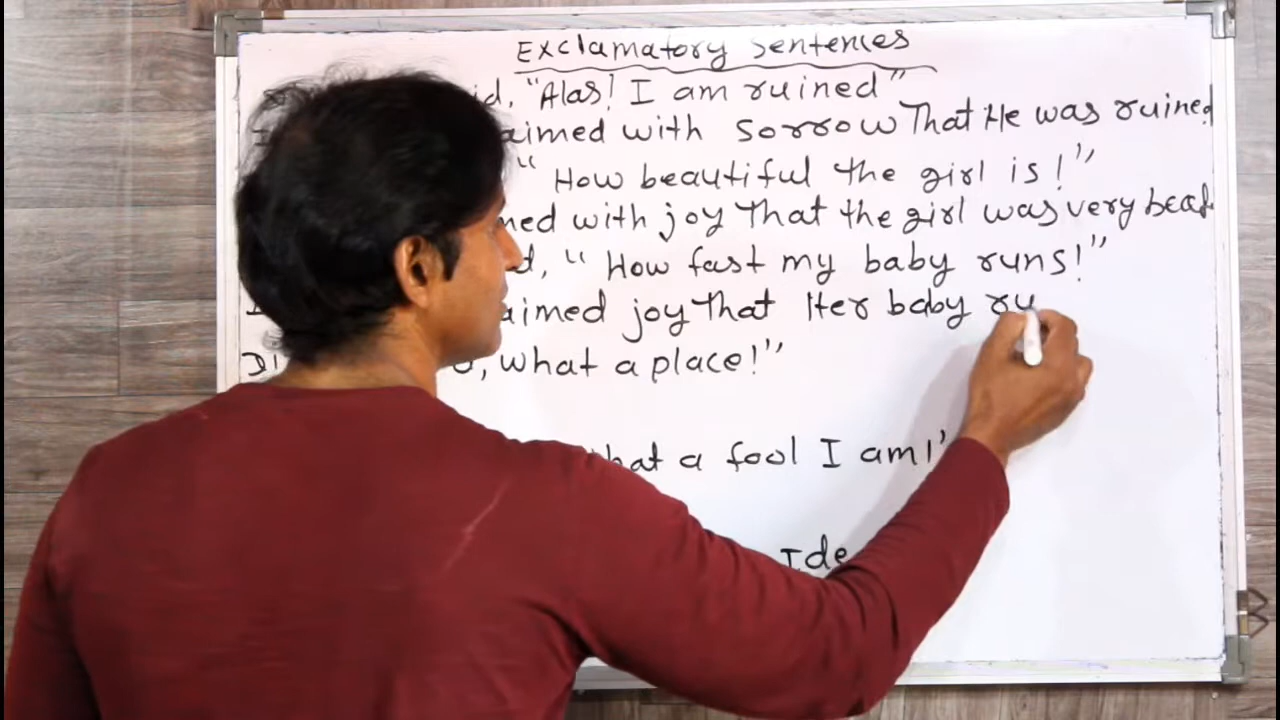 Exclamatory Sentences
id, "Alas! I am ruined"
aimed with sorrow That He was ruined
" How beautiful the girl is!"
ned with joy That the girl was very beat
d, " How fast my baby runs!"
aimed joy That Her baby ru
, what a place!"
hat a fool I am!'
Ide